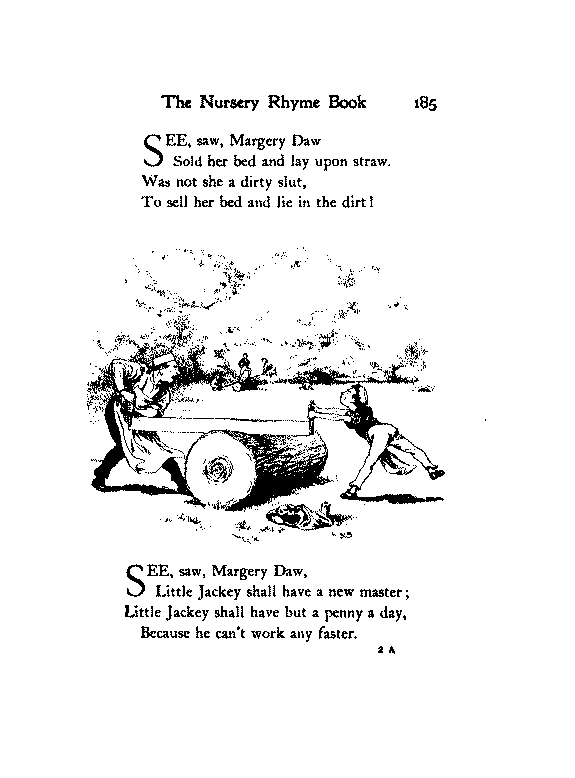 The Nursery Rhyme Book 185
SEE, saw, Margery Daw
Sold her bed and lay upon straw.
Was not she a dirty slut,
To sell her bed and lie in the dirt!
SEE, saw, Margery Daw,
Little Jackey shall have a new master;
Little Jackey shall have but a penny a day,
Because he can't work any faster.
2 A